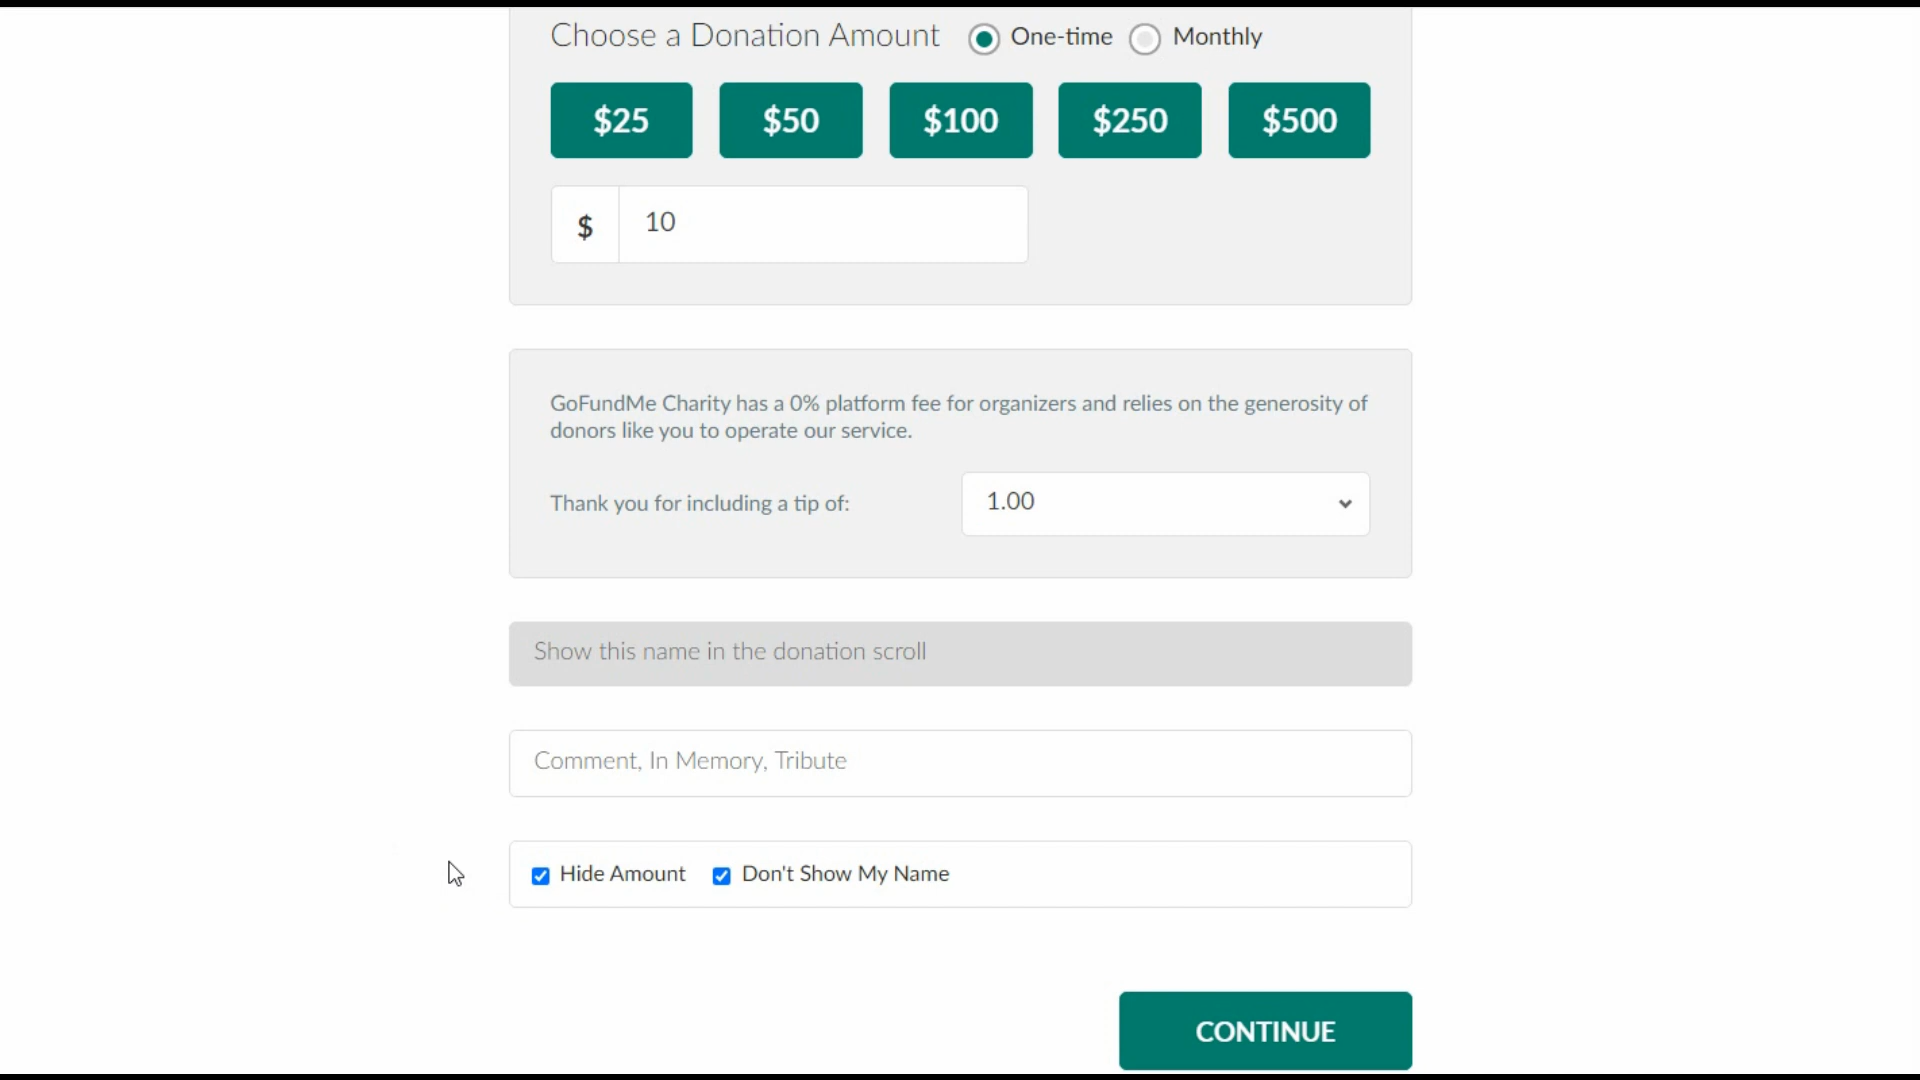 Choose a Donation Amount One-time Monthly
$25 $50 $100 $250 $500
$ 10
GoFundMe Charity has a 0% platform fee for organizers and relies on the generosity of
donors like you to operate our service.
Thank you for including a tip of: 1.00
Show this name in the donation scroll
Comment, In Memory, Tribute
Hide Amount Don't Show My Name
CONTINUE